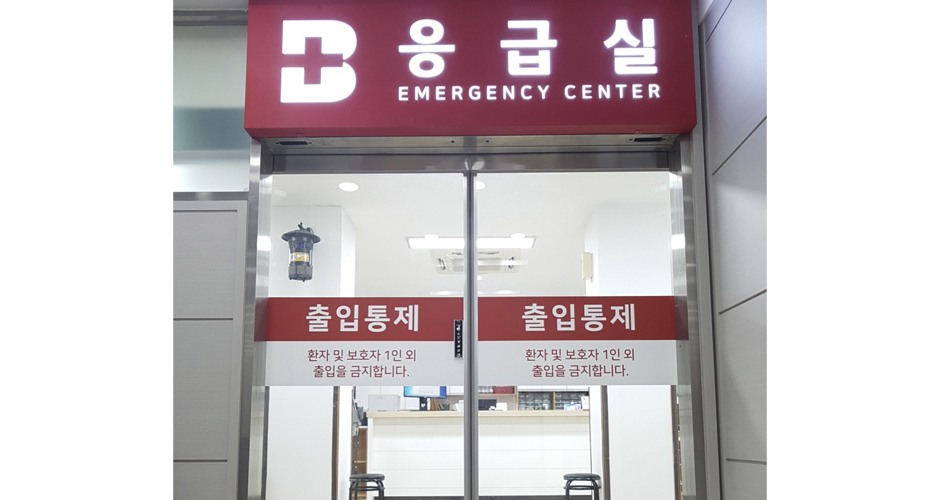 B 응급실
EMERGENCY CENTER
출입통제
환자 및 보호자 1인 외
출입을 금지합니다.
출입통제
환자 및 보호자 1인 외
출입을 금지합니다.